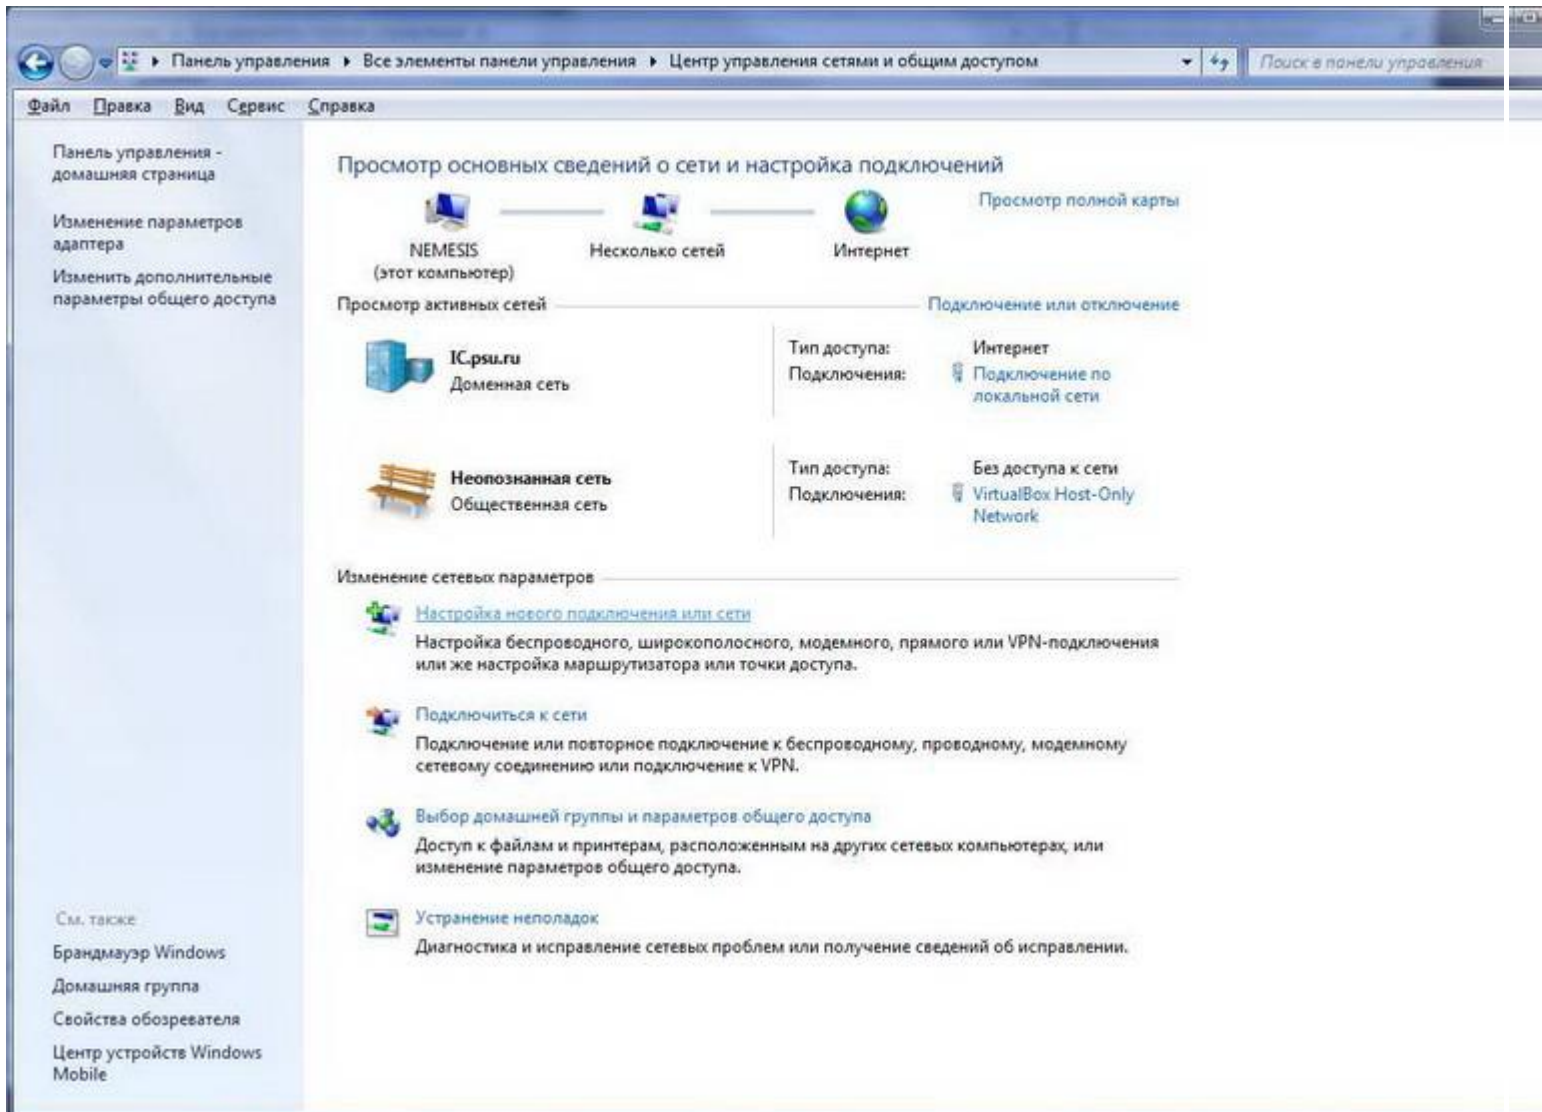 Панель управления ▸ Все элементы панели управления ▸ Центр управления сетями и общим доступом
Поиск в панели управления
Файл Правка Вид Сервис Справка
Панель управления -
домашняя страница
Изменение параметров
адаптера
Изменить дополнительные
параметры общего доступа
См. также
Брандмауэр Windows
Домашняя группа
Свойства обозревателя
Центр устройств Windows
Mobile
Просмотр основных сведений о сети и настройка подключений
NEMESIS
(этот компьютер)
Несколько сетей
Интернет
Просмотр полной карты
Просмотр активных сетей
Подключение или отключение
IC.psu.ru
Доменная сеть
Тип доступа: Интернет
Подключения: Подключение по
локальной сети
Неопознанная сеть
Общественная сеть
Тип доступа: Без доступа к сети
Подключения: VirtualBox Host-Only
Network
Изменение сетевых параметров
Настройка нового подключения или сети
Настройка беспроводного, широкополосного, модемного, прямого или VPN-подключения
или же настройка маршрутизатора или точки доступа.
Подключиться к сети
Подключение или повторное подключение к беспроводному, проводному, модемному
сетевому соединению или подключение к VPN.
Выбор домашней группы и параметров общего доступа
Доступ к файлам и принтерам, расположенным на других сетевых компьютерах, или
изменение параметров общего доступа.
Устранение неполадок
Диагностика и исправление сетевых проблем или получение сведений об исправлении.